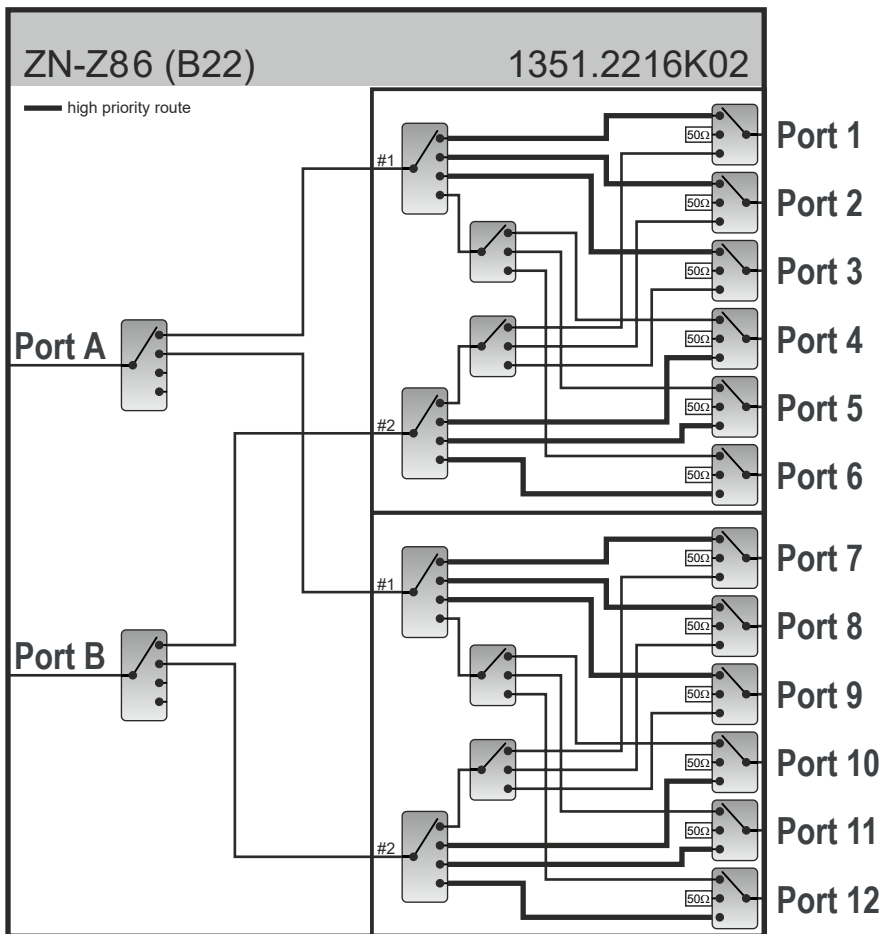 ZN-Z86 (B22) 1351.2216K02
high priority route
#1
50Ω Port 1
50Ω Port 2
50Ω Port 3
Port A
50Ω Port 4
50Ω Port 5
#2
50Ω Port 6
50Ω Port 7
#1
50Ω Port 8
Port B
50Ω Port 9
50Ω Port 10
50Ω Port 11
#2
50Ω Port 12